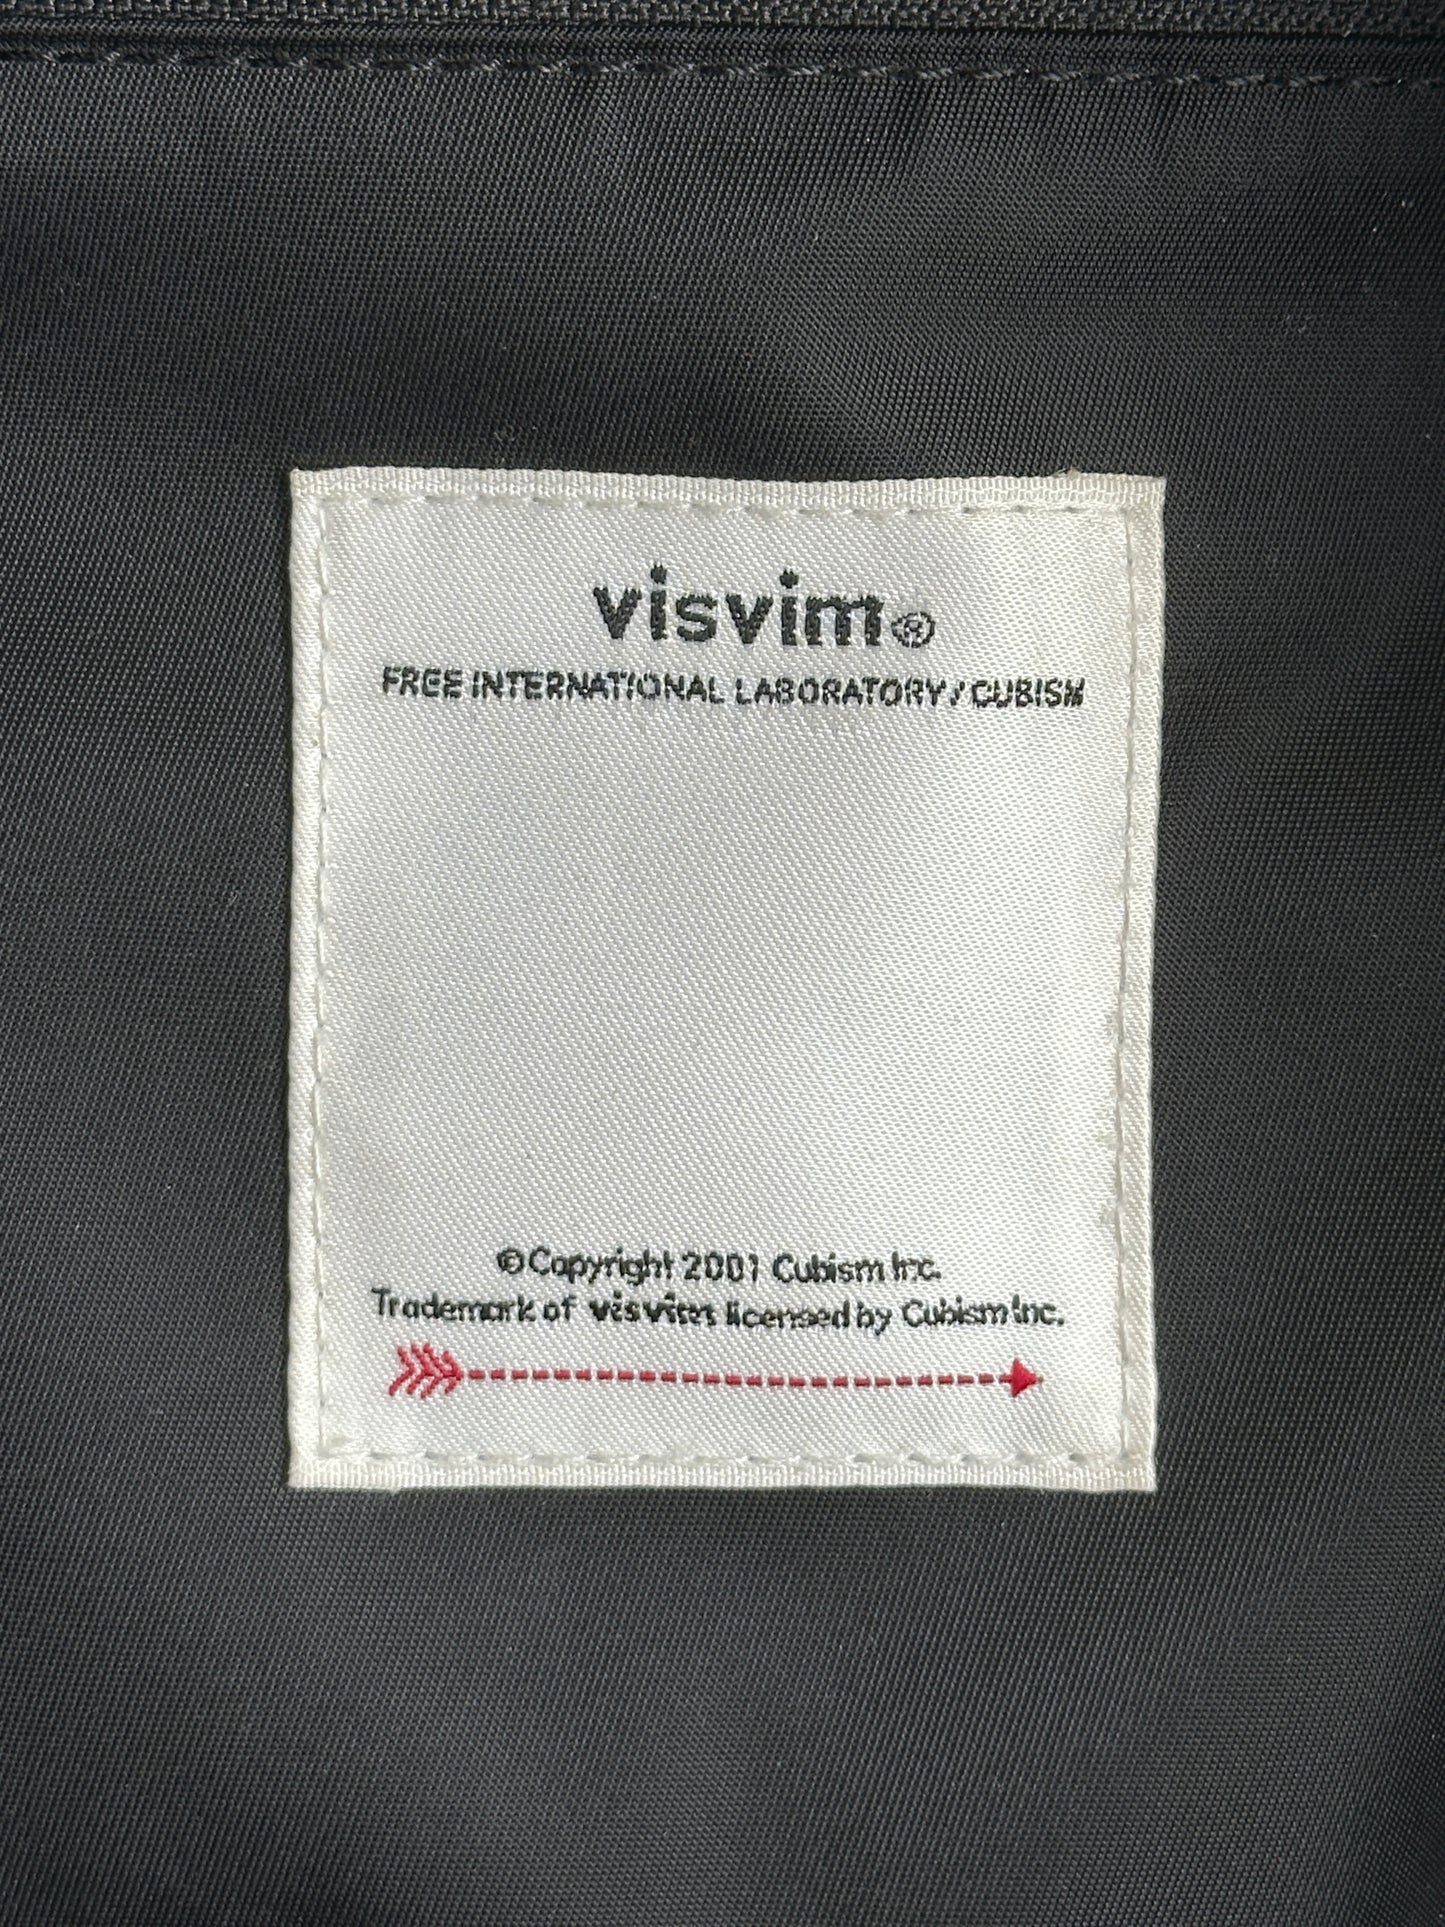 visvim®
FREE INTERNATIONAL LABORATORY / CUBISM
© Copyright 2001 Cubism Inc.
Trademark of visvim licensed by Cubism Inc.